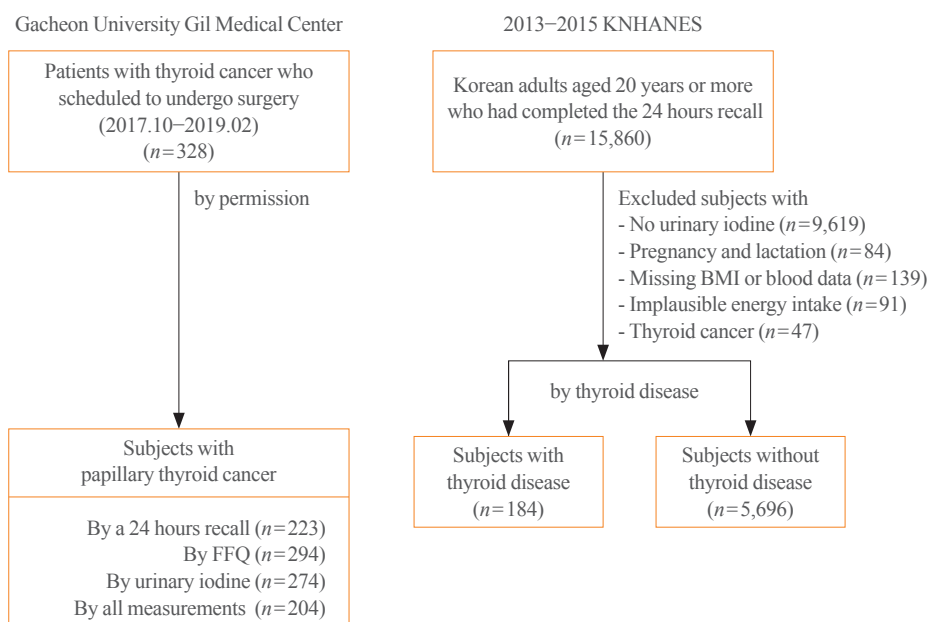 Gacheon University Gil Medical Center
Patients with thyroid cancer who
scheduled to undergo surgery
(2017.10−2019.02)
(n=328)
by permission
Subjects with
papillary thyroid cancer
By a 24 hours recall (n=223)
By FFQ (n=294)
By urinary iodine (n=274)
By all measurements (n=204)
2013−2015 KNHANES
Korean adults aged 20 years or more
who had completed the 24 hours recall
(n=15,860)
Excluded subjects with
- No urinary iodine (n=9,619)
- Pregnancy and lactation (n=84)
- Missing BMI or blood data (n=139)
- Implausible energy intake (n=91)
- Thyroid cancer (n=47)
by thyroid disease
Subjects with
thyroid disease
(n=184)
Subjects without
thyroid disease
(n=5,696)